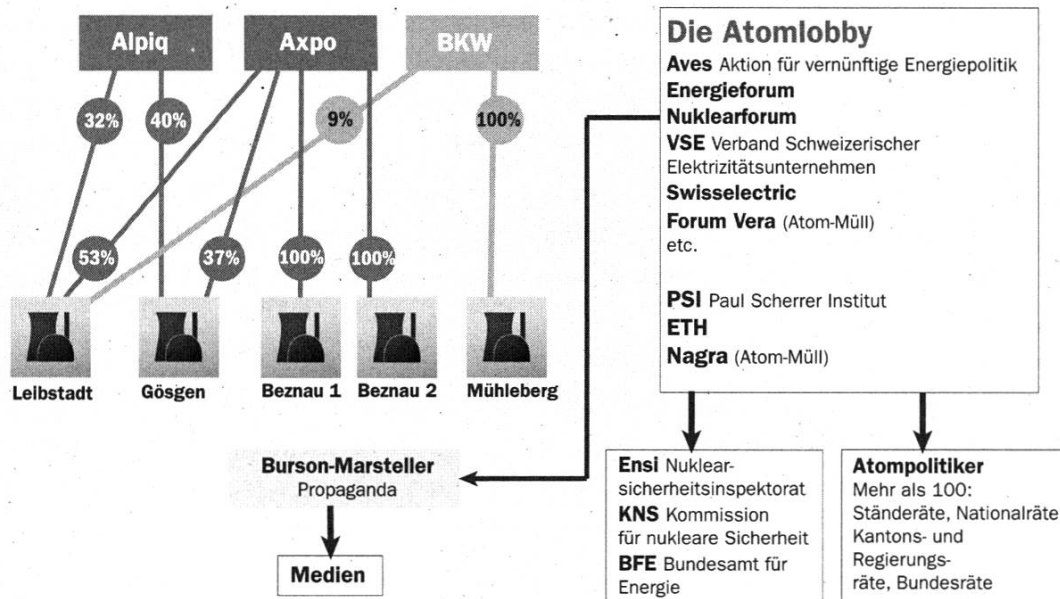 Alpiq
Axpo
BKW
32%
40%
9%
100%
53%
37%
100%
100%
Leibstadt
Gösgen
Beznau 1
Beznau 2
Mühleberg
Die Atomlobby
Aves Aktion für vernünftige Energiepolitik
Energieforum
Nuklearforum
VSE Verband Schweizerischer
Elektrizitätsunternehmen
Swisselectric
Forum Vera (Atom-Müll)
etc.
PSI Paul Scherrer Institut
ETH
Nagra (Atom-Müll)
Burson-Marsteller
Propaganda
Medien
Ensi Nuklear-
sicherheitsinspektorat
KNS Kommission
für nukleare Sicherheit
BFE Bundesamt für
Energie
Atompolitiker
Mehr als 100:
Ständeräte, Nationalräte
Kantons- und
Regierungs-
räte, Bundesräte